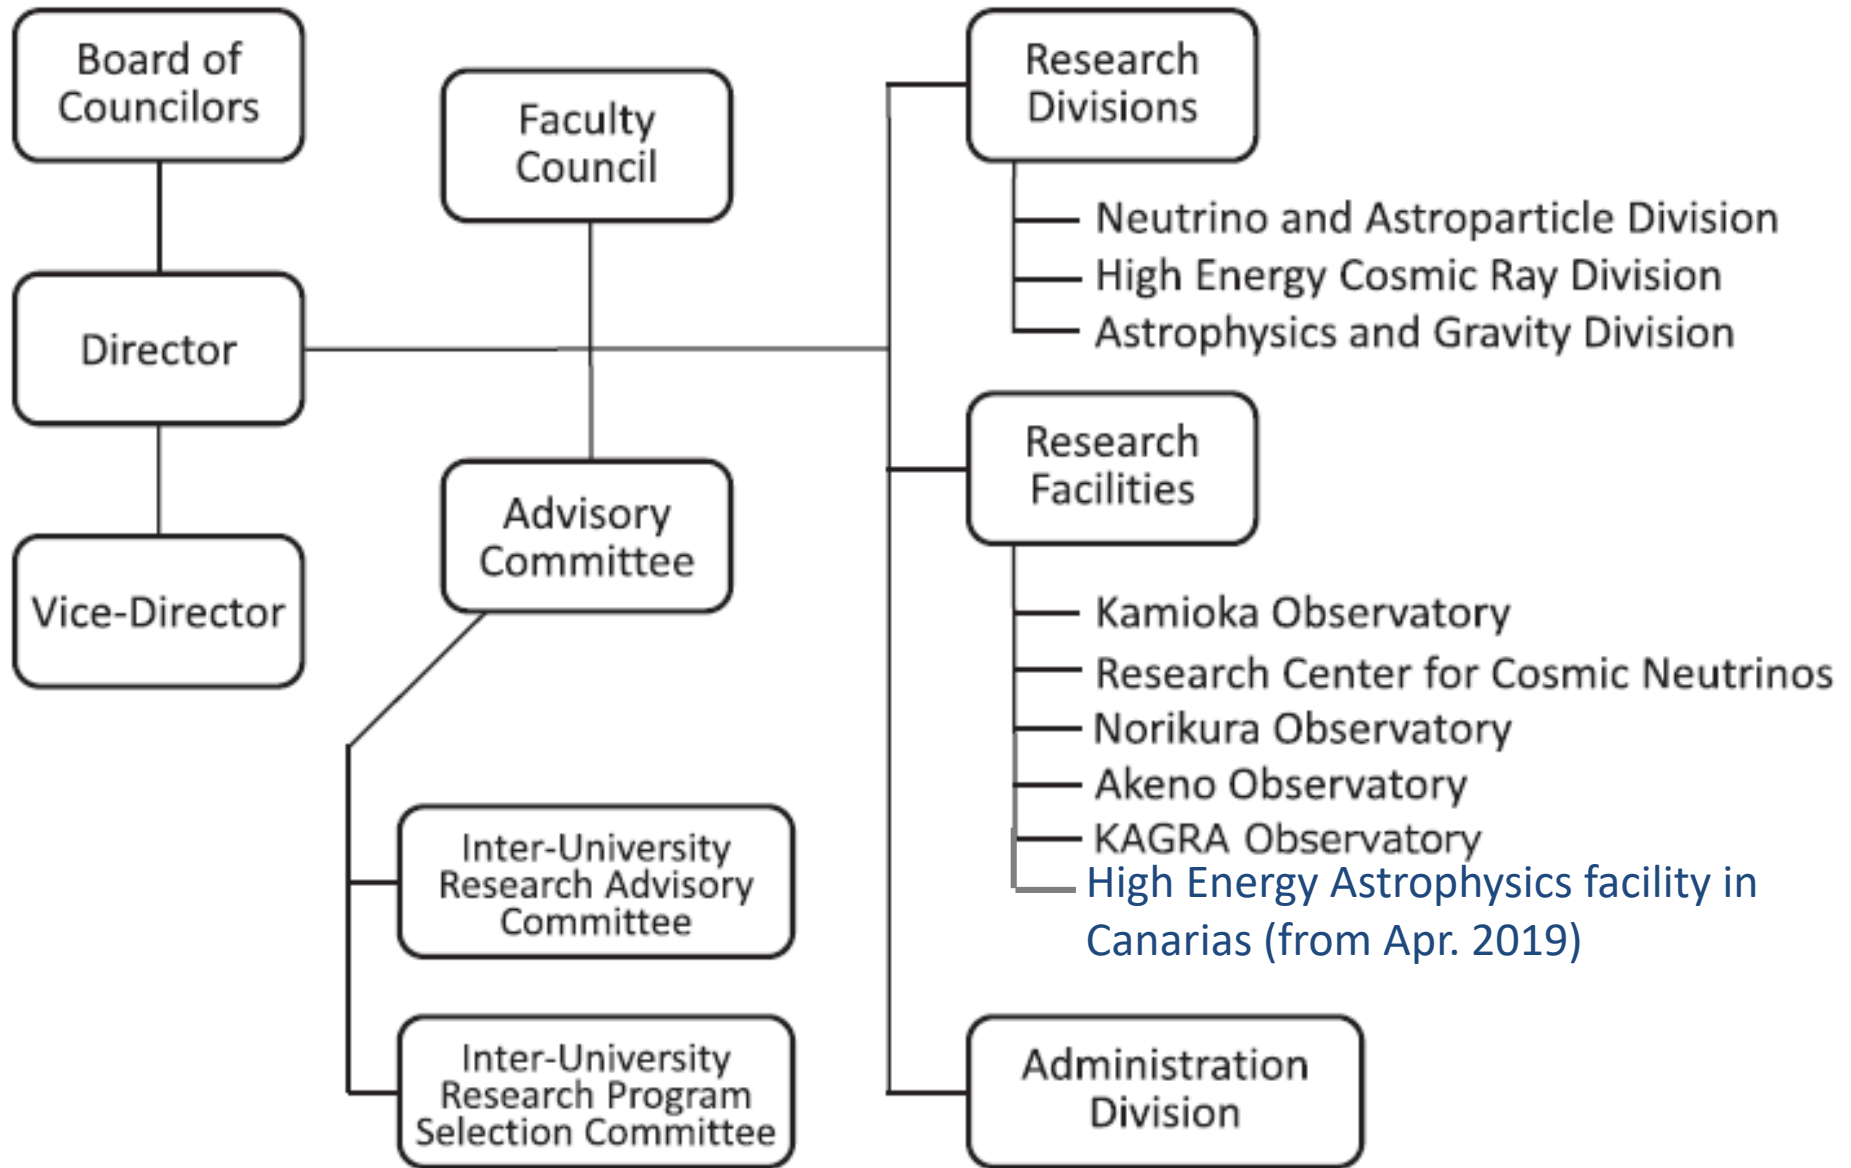 Board of
Councilors
Director
Vice-Director
Faculty
Council
Advisory
Committee
Inter-University
Research Advisory
Committee
Inter-University
Research Program
Selection Committee
Research
Divisions
Neutrino and Astroparticle Division
High Energy Cosmic Ray Division
Astrophysics and Gravity Division
Research
Facilities
Kamioka Observatory
Research Center for Cosmic Neutrinos
Norikura Observatory
Akeno Observatory
KAGRA Observatory
High Energy Astrophysics facility in
Canarias (from Apr. 2019)
Administration
Division